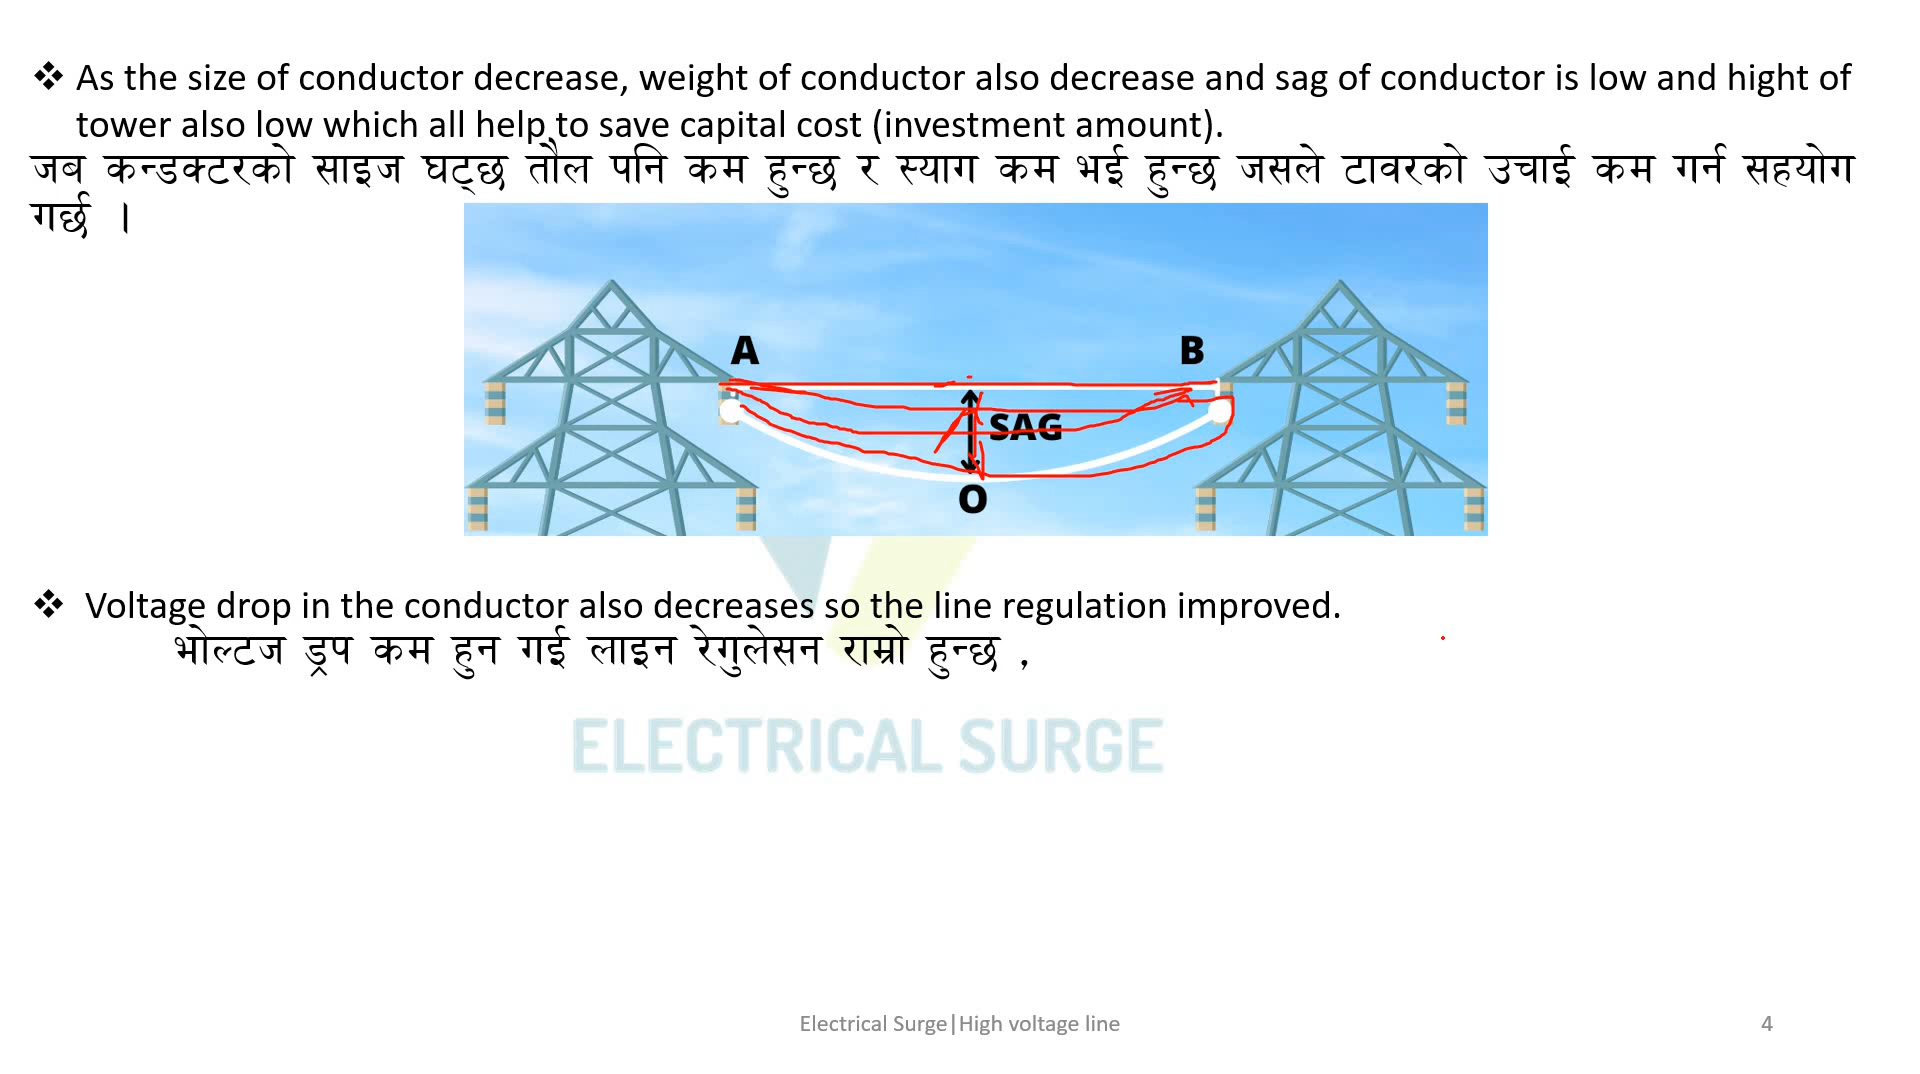 ❖ As the size of conductor decrease, weight of conductor also decrease and sag of conductor is low and hight of
tower also low which all help to save capital cost (investment amount).
जब कन्डक्टरको साइज घट्छ तौल पनि कम हुन्छ र स्याग कम भई हुन्छ जसले टावरको उचाई कम गर्न सहयोग
गर्छ ।
A B
SAG
O
❖ Voltage drop in the conductor also decreases so the line regulation improved.
भोल्टज ड्रप कम हुन गई लाइन रेगुलेसन राम्रो हुन्छ ,
ELECTRICAL SURGE
Electrical Surge|High voltage line 4